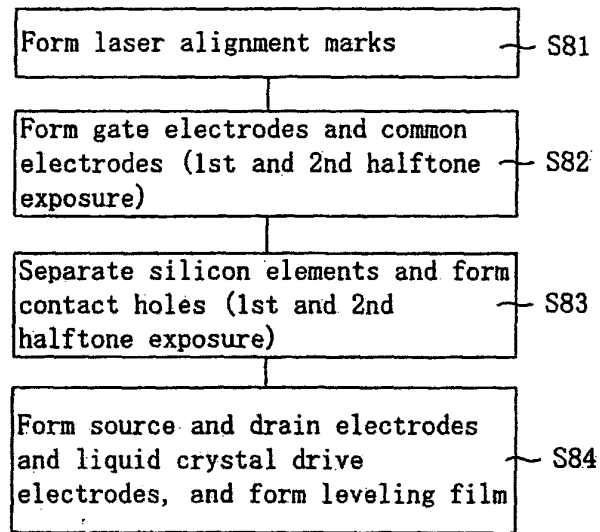 Form laser alignment marks
S81
Form gate electrodes and common
electrodes (1st and 2nd halftone
exposure)
S82
Separate silicon elements and form
contact holes (1st and 2nd
halftone exposure)
S83
Form source and drain electrodes
and liquid crystal drive
electrodes, and form leveling film
S84